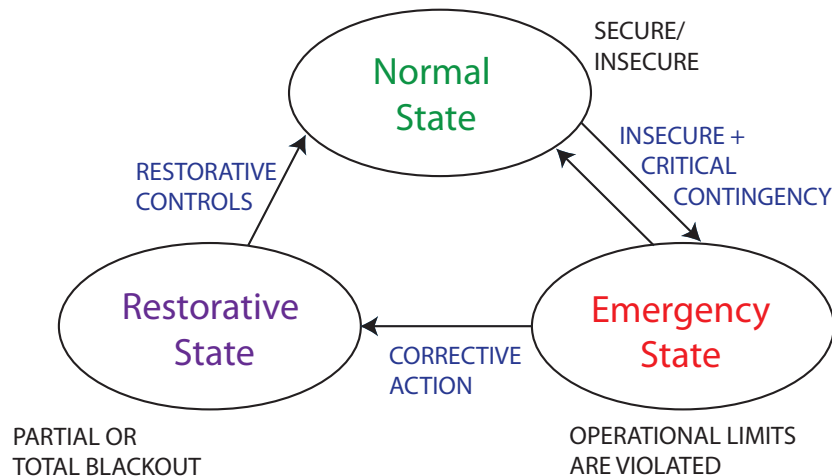 Normal
State
SECURE/
INSECURE
INSECURE +
CRITICAL
CONTINGENCY
RESTORATIVE
CONTROLS
Restorative
State
Emergency
State
CORRECTIVE
ACTION
PARTIAL OR
TOTAL BLACKOUT
OPERATIONAL LIMITS
ARE VIOLATED